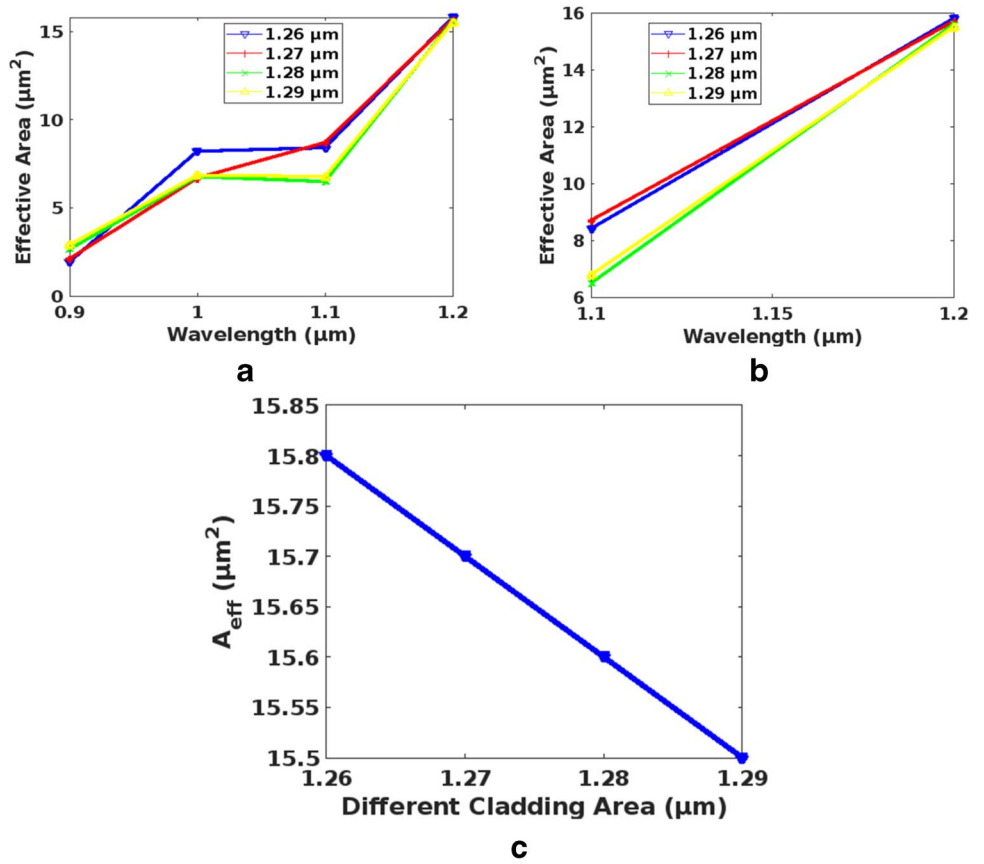 Effective Area (μm²)
15
10
5
0
1.26 μm
1.27 μm
1.28 μm
1.29 μm
0.9
1
1.1
1.2
Wavelength (μm)
a
Effective Area (μm²)
16
14
12
10
8
6
1.26 μm
1.27 μm
1.28 μm
1.29 μm
1.1
1.15
1.2
Wavelength (μm)
b
A_eff (μm²)
15.85
15.8
15.75
15.7
15.65
15.6
15.55
15.5
1.26
1.27
1.28
1.29
Different Cladding Area (μm)
c